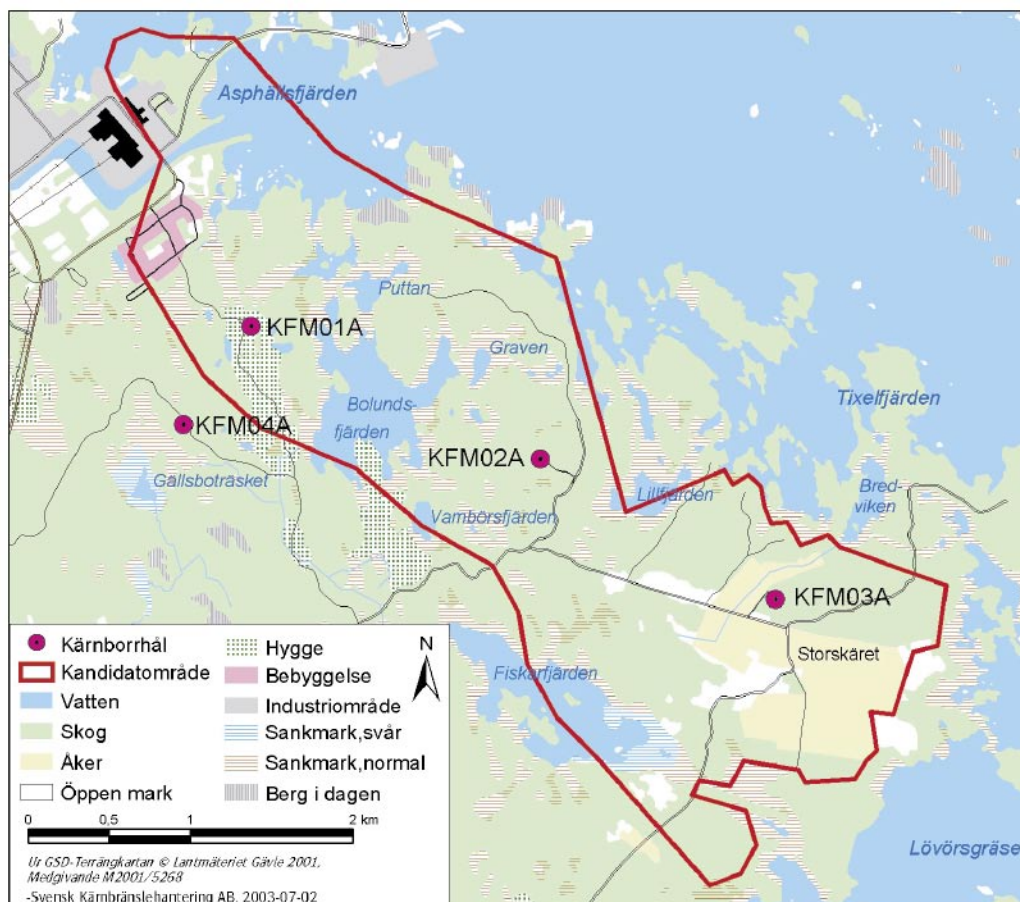 Asphällsfjärden
Puttan
KFM01A
Graven
Bolunds-
fjärden
Tixelfjärden
KFM04A
KFM02A
Gällsboträsket
Lillfjärden
Bred-
viken
Vambörsfjärden
KFM03A
Storskäret
Fiskarfjärden
Lövörsgräse
Kärnborrhål
Kandidatområde
Vatten
Skog
Åker
Öppen mark
Hygge
Bebyggelse
Industriområde
Sankmark,svår
Sankmark,normal
Berg i dagen
N
0 0,5 1 2 km
Ur GSD-Terrängkartan © Lantmäteriet Gävle 2001,
Medgivande M2001/5268
-Svensk Kärnbränslehantering AB, 2003-07-02